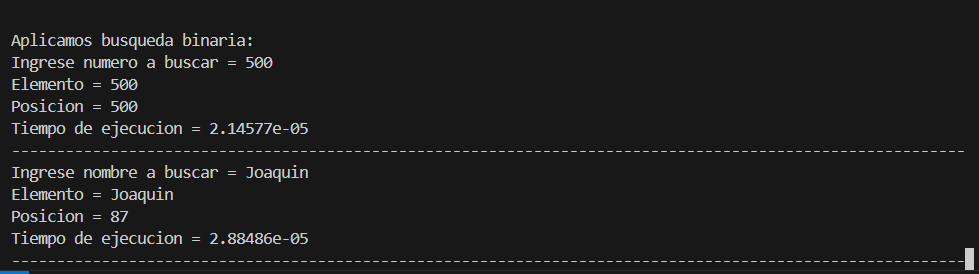 Aplicamos busqueda binaria:
Ingrese numero a buscar = 500
Elemento = 500
Posicion = 500
Tiempo de ejecucion = 2.14577e-05
----------------------------------------------------------------------------------------------------------
Ingrese nombre a buscar = Joaquin
Elemento = Joaquin
Posicion = 87
Tiempo de ejecucion = 2.88486e-05
----------------------------------------------------------------------------------------------------------